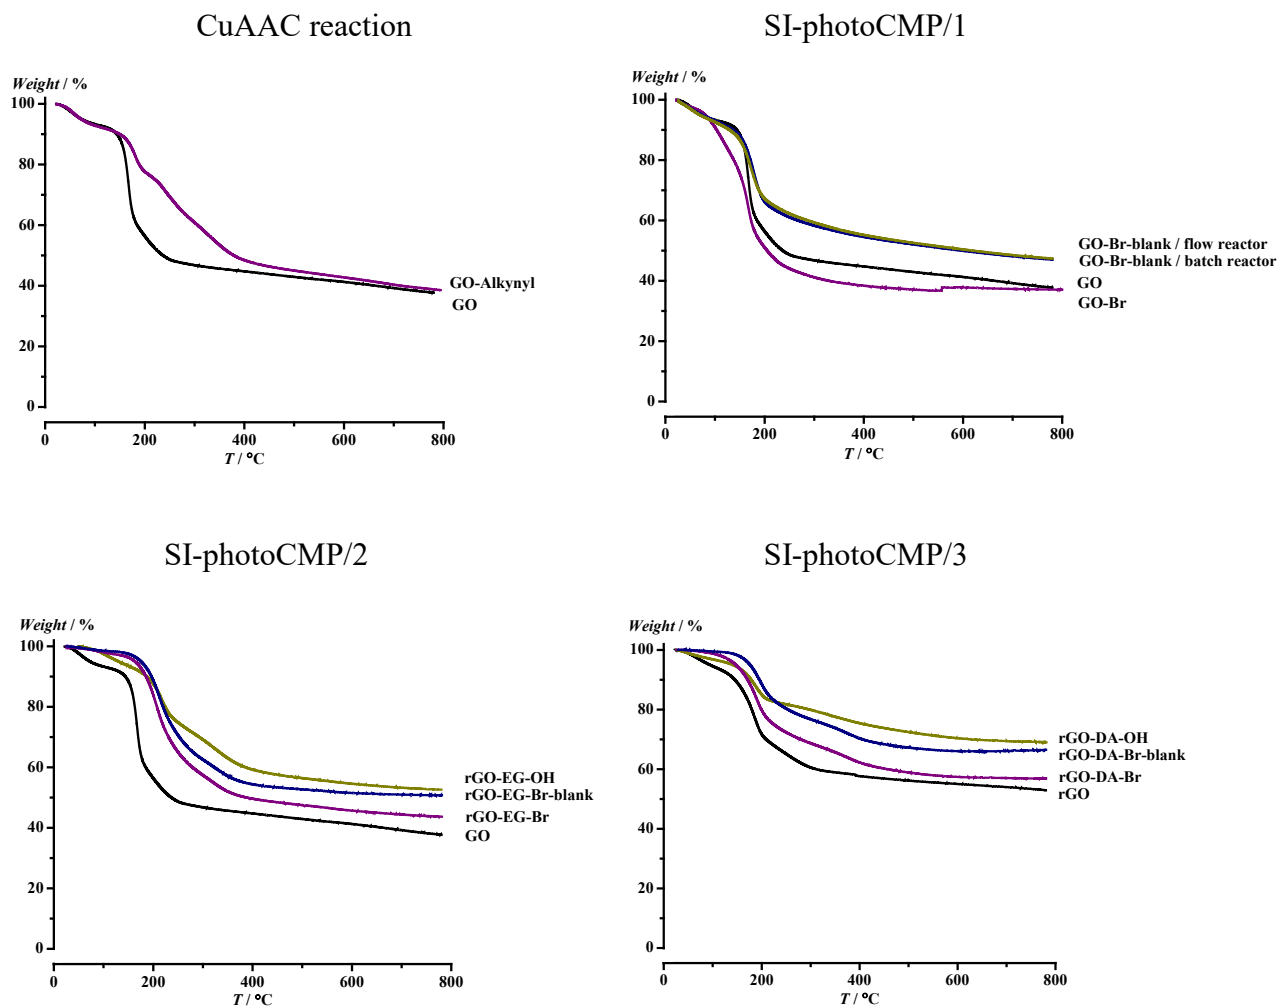 CuAAC reaction
Weight / %
100
80
60
40
20
0
GO-Alkynyl
GO
0 200 400 600 800
T / °C
SI-photoCMP/1
Weight / %
100
80
60
40
20
0
GO-Br-blank / flow reactor
GO-Br-blank / batch reactor
GO
GO-Br
0 200 400 600 800
T / °C
SI-photoCMP/2
Weight / %
100
80
60
40
20
0
rGO-EG-OH
rGO-EG-Br-blank
rGO-EG-Br
GO
0 200 400 600 800
T / °C
SI-photoCMP/3
Weight / %
100
80
60
40
20
0
rGO-DA-OH
rGO-DA-Br-blank
rGO-DA-Br
rGO
0 200 400 600 800
T / °C